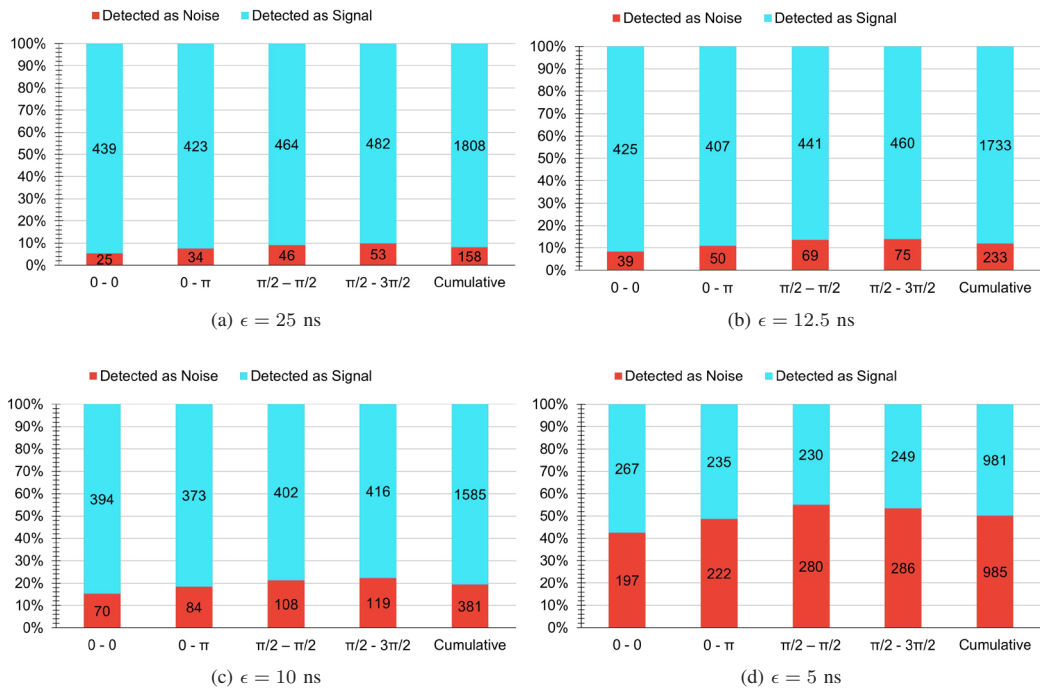 Detected as Noise Detected as Signal
100%
90%
80%
70%
60%
50%
40%
30%
20%
10%
0%
439 423 464 482 1808
25 34 46 53 158
0 - 0 0 - π π/2 – π/2 π/2 - 3π/2 Cumulative
(a) ϵ = 25 ns
Detected as Noise Detected as Signal
100%
90%
80%
70%
60%
50%
40%
30%
20%
10%
0%
425 407 441 460 1733
39 50 69 75 233
0 - 0 0 - π π/2 – π/2 π/2 - 3π/2 Cumulative
(b) ϵ = 12.5 ns
Detected as Noise Detected as Signal
100%
90%
80%
70%
60%
50%
40%
30%
20%
10%
0%
394 373 402 416 1585
70 84 108 119 381
0 - 0 0 - π π/2 – π/2 π/2 - 3π/2 Cumulative
(c) ϵ = 10 ns
Detected as Noise Detected as Signal
100%
90%
80%
70%
60%
50%
40%
30%
20%
10%
0%
267 235 230 249 981
197 222 280 286 985
0 - 0 0 - π π/2 – π/2 π/2 - 3π/2 Cumulative
(d) ϵ = 5 ns